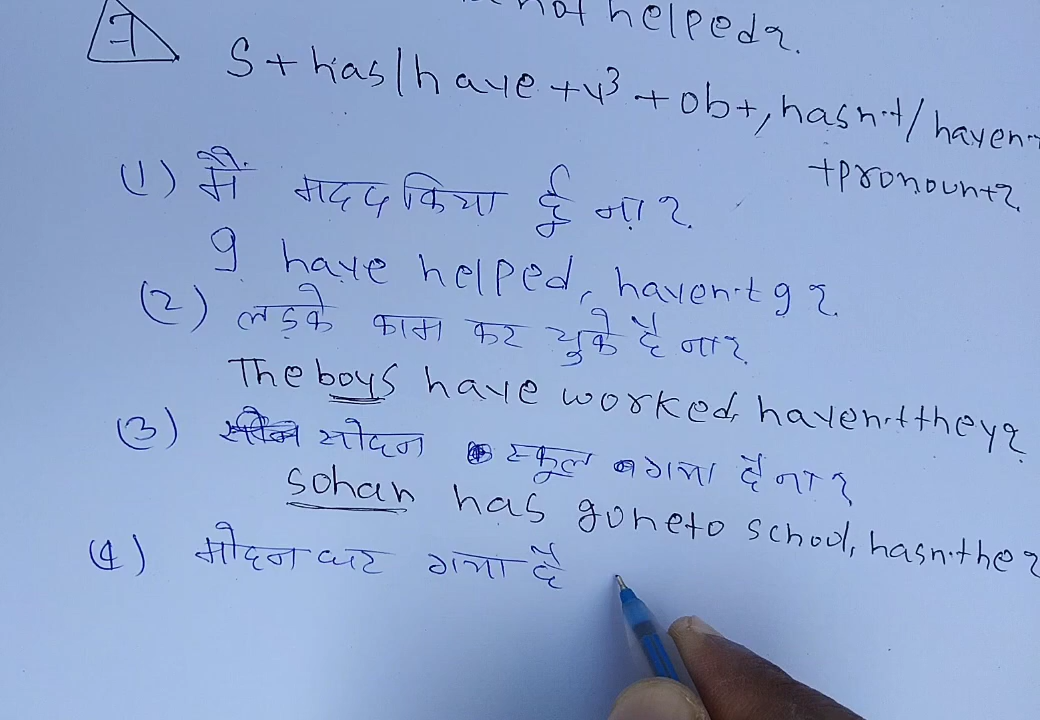 not helped?
F S + has/have + v3 + ob+, hasn't/haven't
+pronoun+?
(1) मैं मदद किया हूँ ना?
I have helped, haven't I?
(2) लड़के काम कर चुके है ना?
The boys have worked, haven't they?
(3) सोहन स्कूल गया है ना?
Sohan has gone to school, hasn't he?
(4) मोहन घर गया है